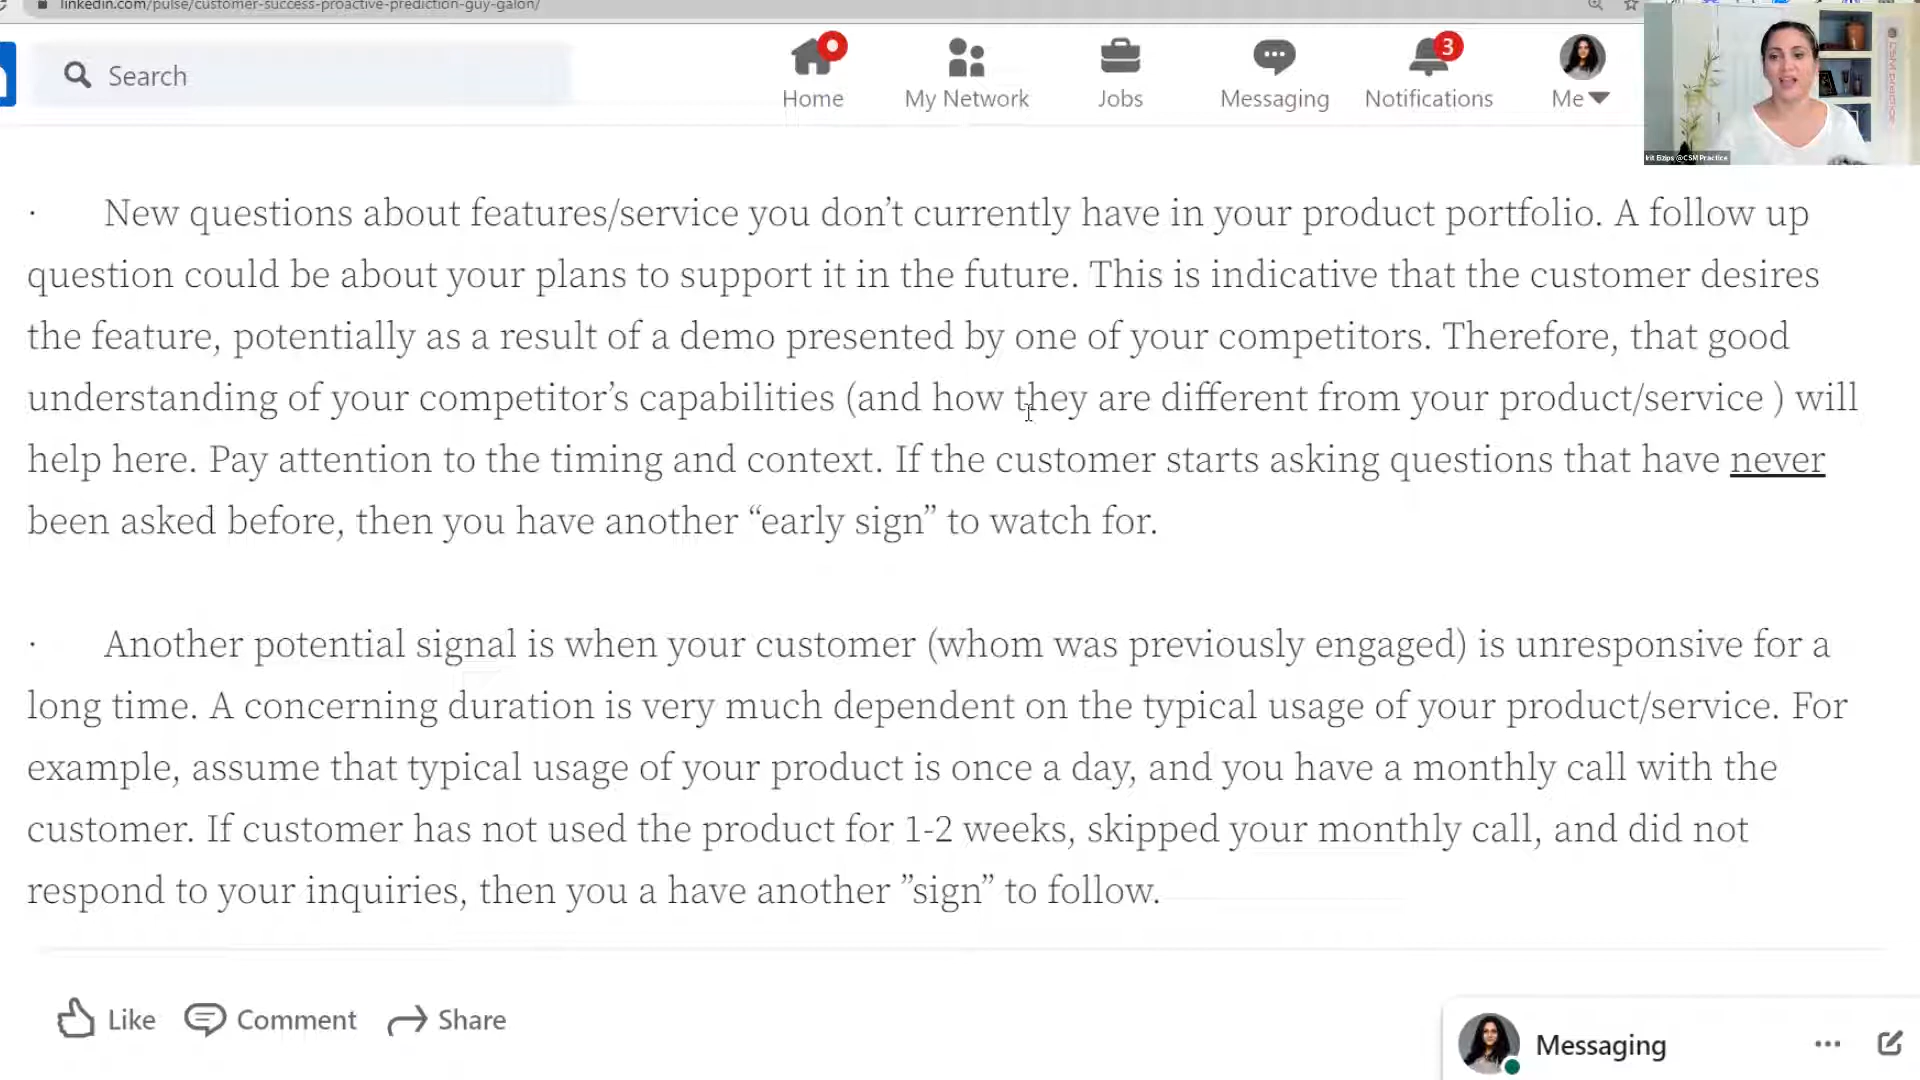 linkedin.com/pulse/customer-success-proactive-prediction-guy-galon/
Search
Home
My Network
Jobs
Messaging
3
Notifications
Me
Irit Eizips @CSM Practice
· New questions about features/service you don’t currently have in your product portfolio. A follow up
question could be about your plans to support it in the future. This is indicative that the customer desires
the feature, potentially as a result of a demo presented by one of your competitors. Therefore, that good
understanding of your competitor’s capabilities (and how they are different from your product/service ) will
help here. Pay attention to the timing and context. If the customer starts asking questions that have never
been asked before, then you have another “early sign” to watch for.
· Another potential signal is when your customer (whom was previously engaged) is unresponsive for a
long time. A concerning duration is very much dependent on the typical usage of your product/service. For
example, assume that typical usage of your product is once a day, and you have a monthly call with the
customer. If customer has not used the product for 1-2 weeks, skipped your monthly call, and did not
respond to your inquiries, then you a have another ”sign” to follow.
Like
Comment
Share
Messaging